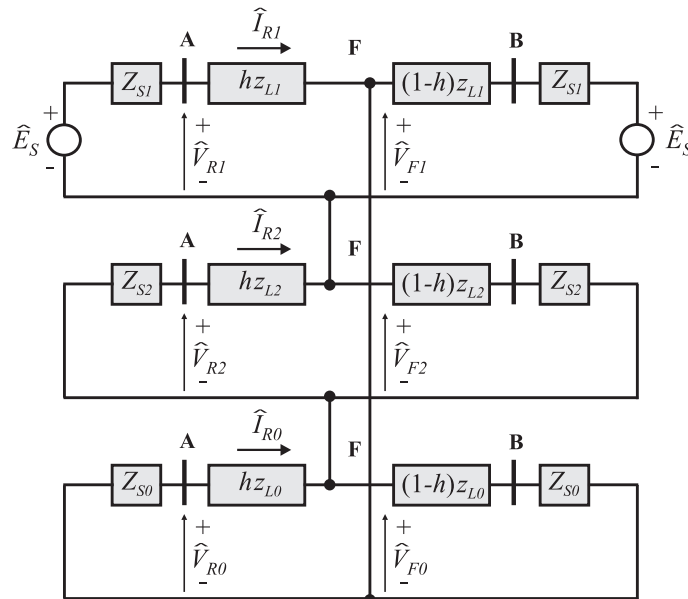 Î_R1
A F B
Z_S1 hz_L1 (1-h)z_L1 Z_S1
+ + + +
Ê_S V̂_R1 V̂_F1 Ê_S
- - - -
Î_R2
A F B
Z_S2 hz_L2 (1-h)z_L2 Z_S2
+ +
V̂_R2 V̂_F2
- -
Î_R0
A F B
Z_S0 hz_L0 (1-h)z_L0 Z_S0
+ +
V̂_R0 V̂_F0
- -